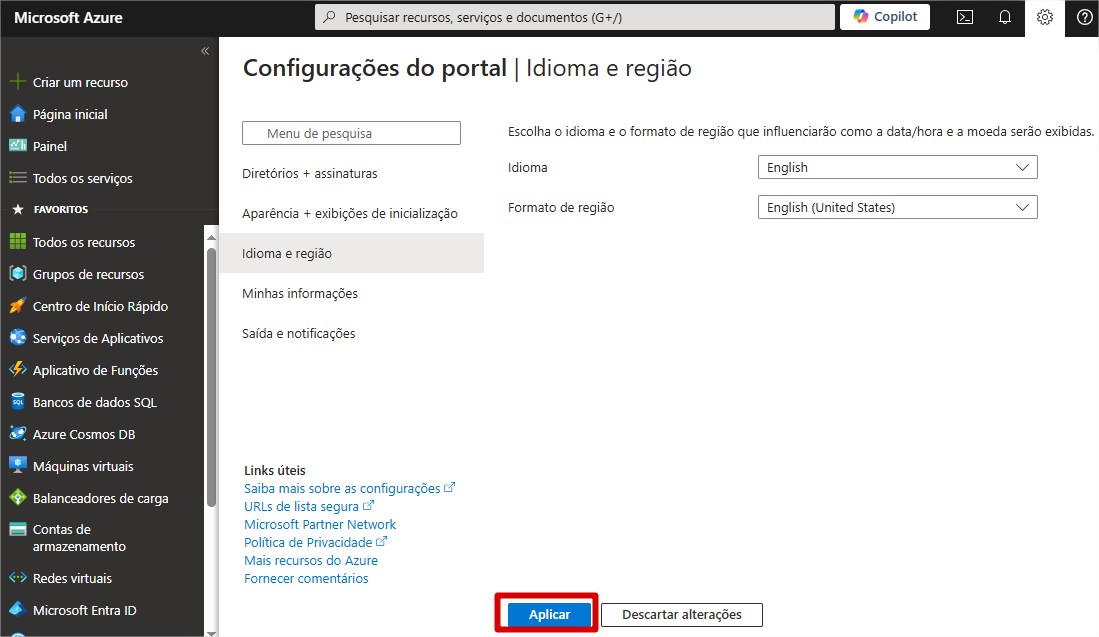 Microsoft Azure
Pesquisar recursos, serviços e documentos (G+/)
Copilot
Criar um recurso
Página inicial
Painel
Todos os serviços
FAVORITOS
Todos os recursos
Grupos de recursos
Centro de Início Rápido
Serviços de Aplicativos
Aplicativo de Funções
Bancos de dados SQL
Azure Cosmos DB
Máquinas virtuais
Balanceadores de carga
Contas de
armazenamento
Redes virtuais
Microsoft Entra ID
Configurações do portal | Idioma e região
Menu de pesquisa
Diretórios + assinaturas
Aparência + exibições de inicialização
Idioma e região
Minhas informações
Saída e notificações
Links úteis
Saiba mais sobre as configurações
URLs de lista segura
Microsoft Partner Network
Política de Privacidade
Mais recursos do Azure
Fornecer comentários
Escolha o idioma e o formato de região que influenciarão como a data/hora e a moeda serão exibidas.
Idioma
English
Formato de região
English (United States)
Aplicar
Descartar alterações